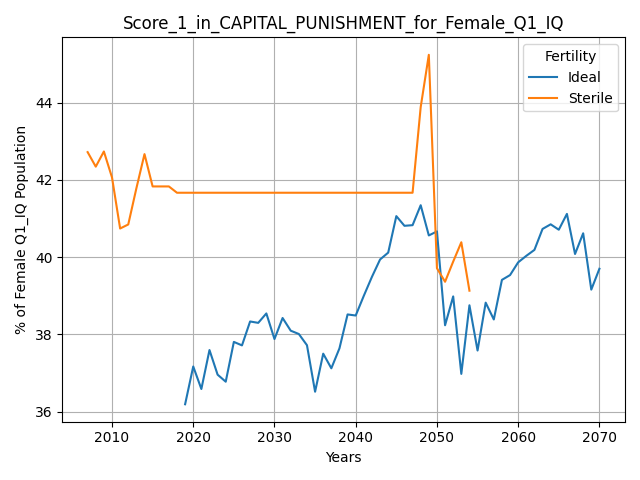 Score_1_in_CAPITAL_PUNISHMENT_for_Female_Q1_IQ
Fertility
Ideal
Sterile
% of Female Q1_IQ Population
44
42
40
38
36
2010 2020 2030 2040 2050 2060 2070
Years